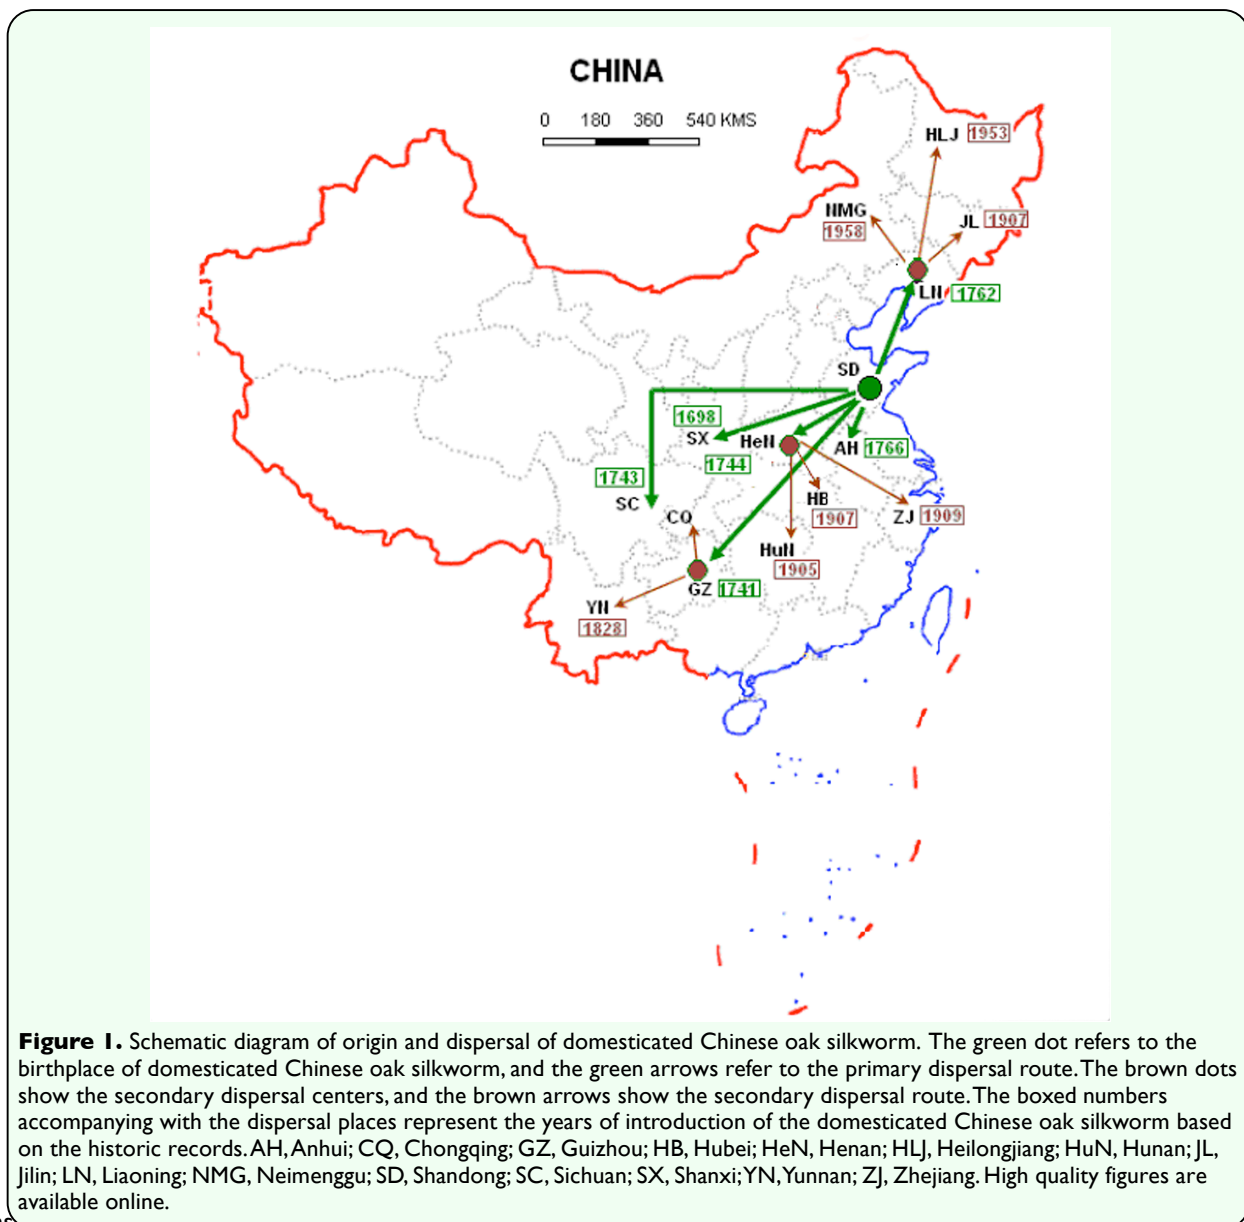 CHINA
0 180 360 540 KMS
HLJ 1953
NMG
1958
JL 1907
LN 1762
SD
1698
SX
1744
HeN
AH 1766
1743
SC
CQ
HB
1907
ZJ 1909
HuN
1905
GZ 1741
YN
1828
Figure 1. Schematic diagram of origin and dispersal of domesticated Chinese oak silkworm. The green dot refers to the
birthplace of domesticated Chinese oak silkworm, and the green arrows refer to the primary dispersal route. The brown dots
show the secondary dispersal centers, and the brown arrows show the secondary dispersal route. The boxed numbers
accompanying with the dispersal places represent the years of introduction of the domesticated Chinese oak silkworm based
on the historic records. AH, Anhui; CQ, Chongqing; GZ, Guizhou; HB, Hubei; HeN, Henan; HLJ, Heilongjiang; HuN, Hunan; JL,
Jilin; LN, Liaoning; NMG, Neimenggu; SD, Shandong; SC, Sichuan; SX, Shanxi; YN, Yunnan; ZJ, Zhejiang. High quality figures are
available online.